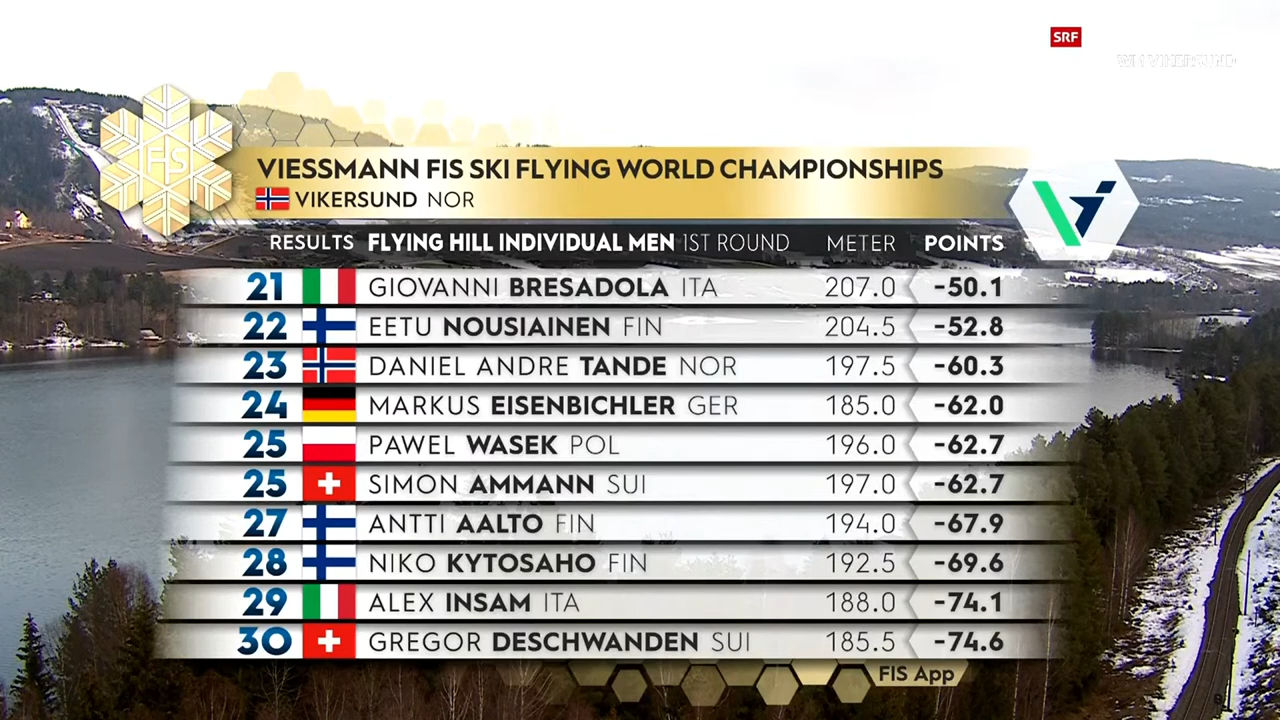 SRF
WM VIKERSUND
FIS
VIESSMANN FIS SKI FLYING WORLD CHAMPIONSHIPS
VIKERSUND NOR
RESULTS FLYING HILL INDIVIDUAL MEN 1ST ROUND METER POINTS
21 GIOVANNI BRESADOLA ITA 207.0 -50.1
22 EETU NOUSIAINEN FIN 204.5 -52.8
23 DANIEL ANDRE TANDE NOR 197.5 -60.3
24 MARKUS EISENBICHLER GER 185.0 -62.0
25 PAWEL WASEK POL 196.0 -62.7
25 SIMON AMMANN SUI 197.0 -62.7
27 ANTTI AALTO FIN 194.0 -67.9
28 NIKO KYTOSAHO FIN 192.5 -69.6
29 ALEX INSAM ITA 188.0 -74.1
30 GREGOR DESCHWANDEN SUI 185.5 -74.6
FIS App